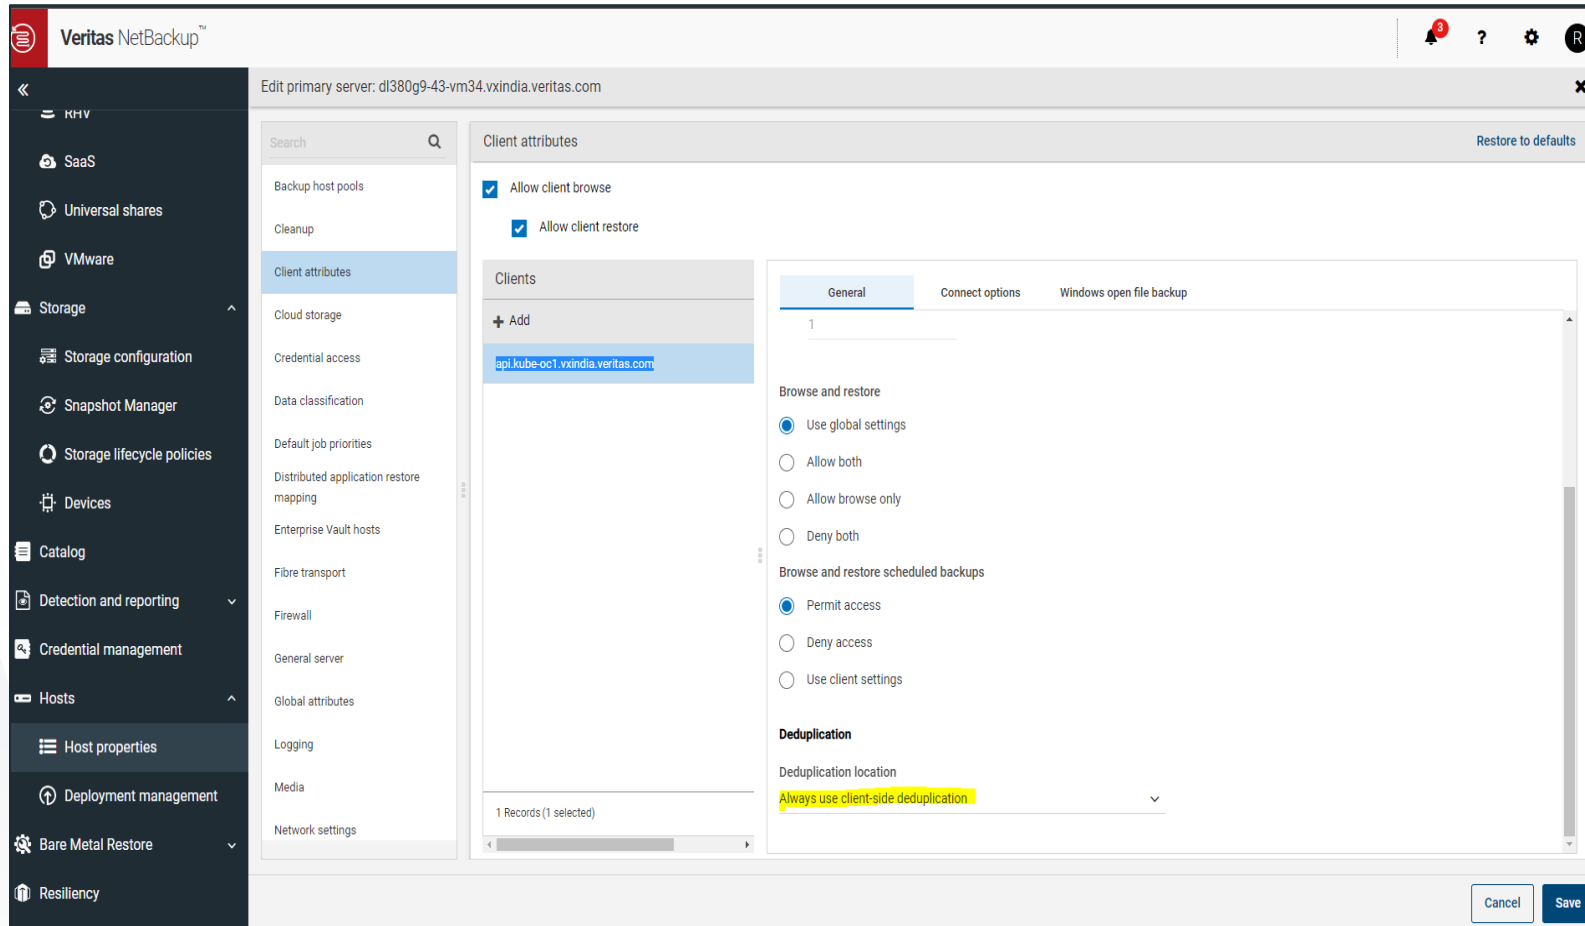 Veritas NetBackup™
3
?
R
Edit primary server: dl380g9-43-vm34.vxindia.veritas.com
RHV
SaaS
Universal shares
VMware
Storage
Storage configuration
Snapshot Manager
Storage lifecycle policies
Devices
Catalog
Detection and reporting
Credential management
Hosts
Host properties
Deployment management
Bare Metal Restore
Resiliency
Search
Backup host pools
Cleanup
Client attributes
Cloud storage
Credential access
Data classification
Default job priorities
Distributed application restore
mapping
Enterprise Vault hosts
Fibre transport
Firewall
General server
Global attributes
Logging
Media
Network settings
Client attributes
Restore to defaults
Allow client browse
Allow client restore
Clients
+ Add
api.kube-oc1.vxindia.veritas.com
1 Records (1 selected)
General Connect options Windows open file backup
1
Browse and restore
Use global settings
Allow both
Allow browse only
Deny both
Browse and restore scheduled backups
Permit access
Deny access
Use client settings
Deduplication
Deduplication location
Always use client-side deduplication
Cancel
Save